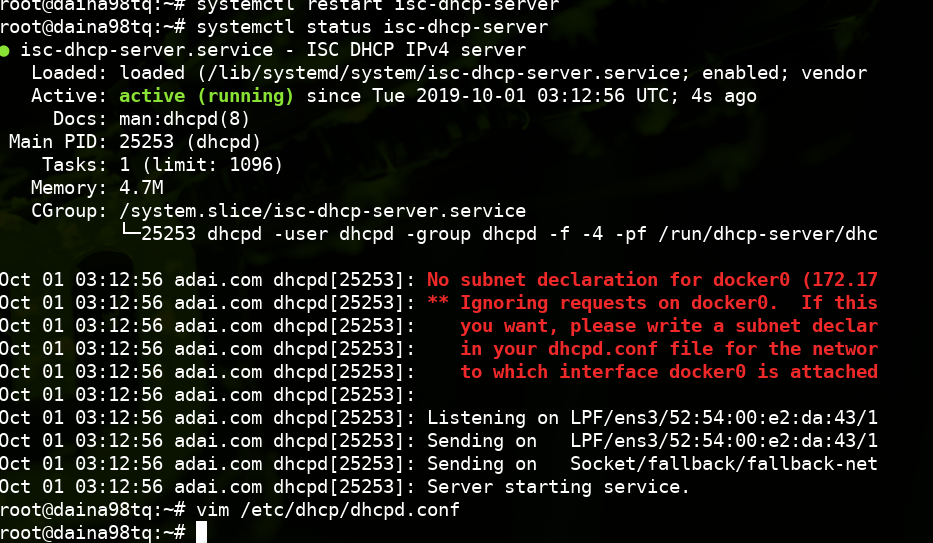 root@daina98tq:~# systemctl restart isc-dhcp-server
root@daina98tq:~# systemctl status isc-dhcp-server
● isc-dhcp-server.service - ISC DHCP IPv4 server
   Loaded: loaded (/lib/systemd/system/isc-dhcp-server.service; enabled; vendor
   Active: active (running) since Tue 2019-10-01 03:12:56 UTC; 4s ago
     Docs: man:dhcpd(8)
 Main PID: 25253 (dhcpd)
    Tasks: 1 (limit: 1096)
   Memory: 4.7M
   CGroup: /system.slice/isc-dhcp-server.service
           └─25253 dhcpd -user dhcpd -group dhcpd -f -4 -pf /run/dhcp-server/dhc
Oct 01 03:12:56 adai.com dhcpd[25253]: No subnet declaration for docker0 (172.17
Oct 01 03:12:56 adai.com dhcpd[25253]: ** Ignoring requests on docker0.  If this
Oct 01 03:12:56 adai.com dhcpd[25253]:    you want, please write a subnet declar
Oct 01 03:12:56 adai.com dhcpd[25253]:    in your dhcpd.conf file for the networ
Oct 01 03:12:56 adai.com dhcpd[25253]:    to which interface docker0 is attached
Oct 01 03:12:56 adai.com dhcpd[25253]:
Oct 01 03:12:56 adai.com dhcpd[25253]: Listening on LPF/ens3/52:54:00:e2:da:43/1
Oct 01 03:12:56 adai.com dhcpd[25253]: Sending on   LPF/ens3/52:54:00:e2:da:43/1
Oct 01 03:12:56 adai.com dhcpd[25253]: Sending on   Socket/fallback/fallback-net
Oct 01 03:12:56 adai.com dhcpd[25253]: Server starting service.
root@daina98tq:~# vim /etc/dhcp/dhcpd.conf
root@daina98tq:~#